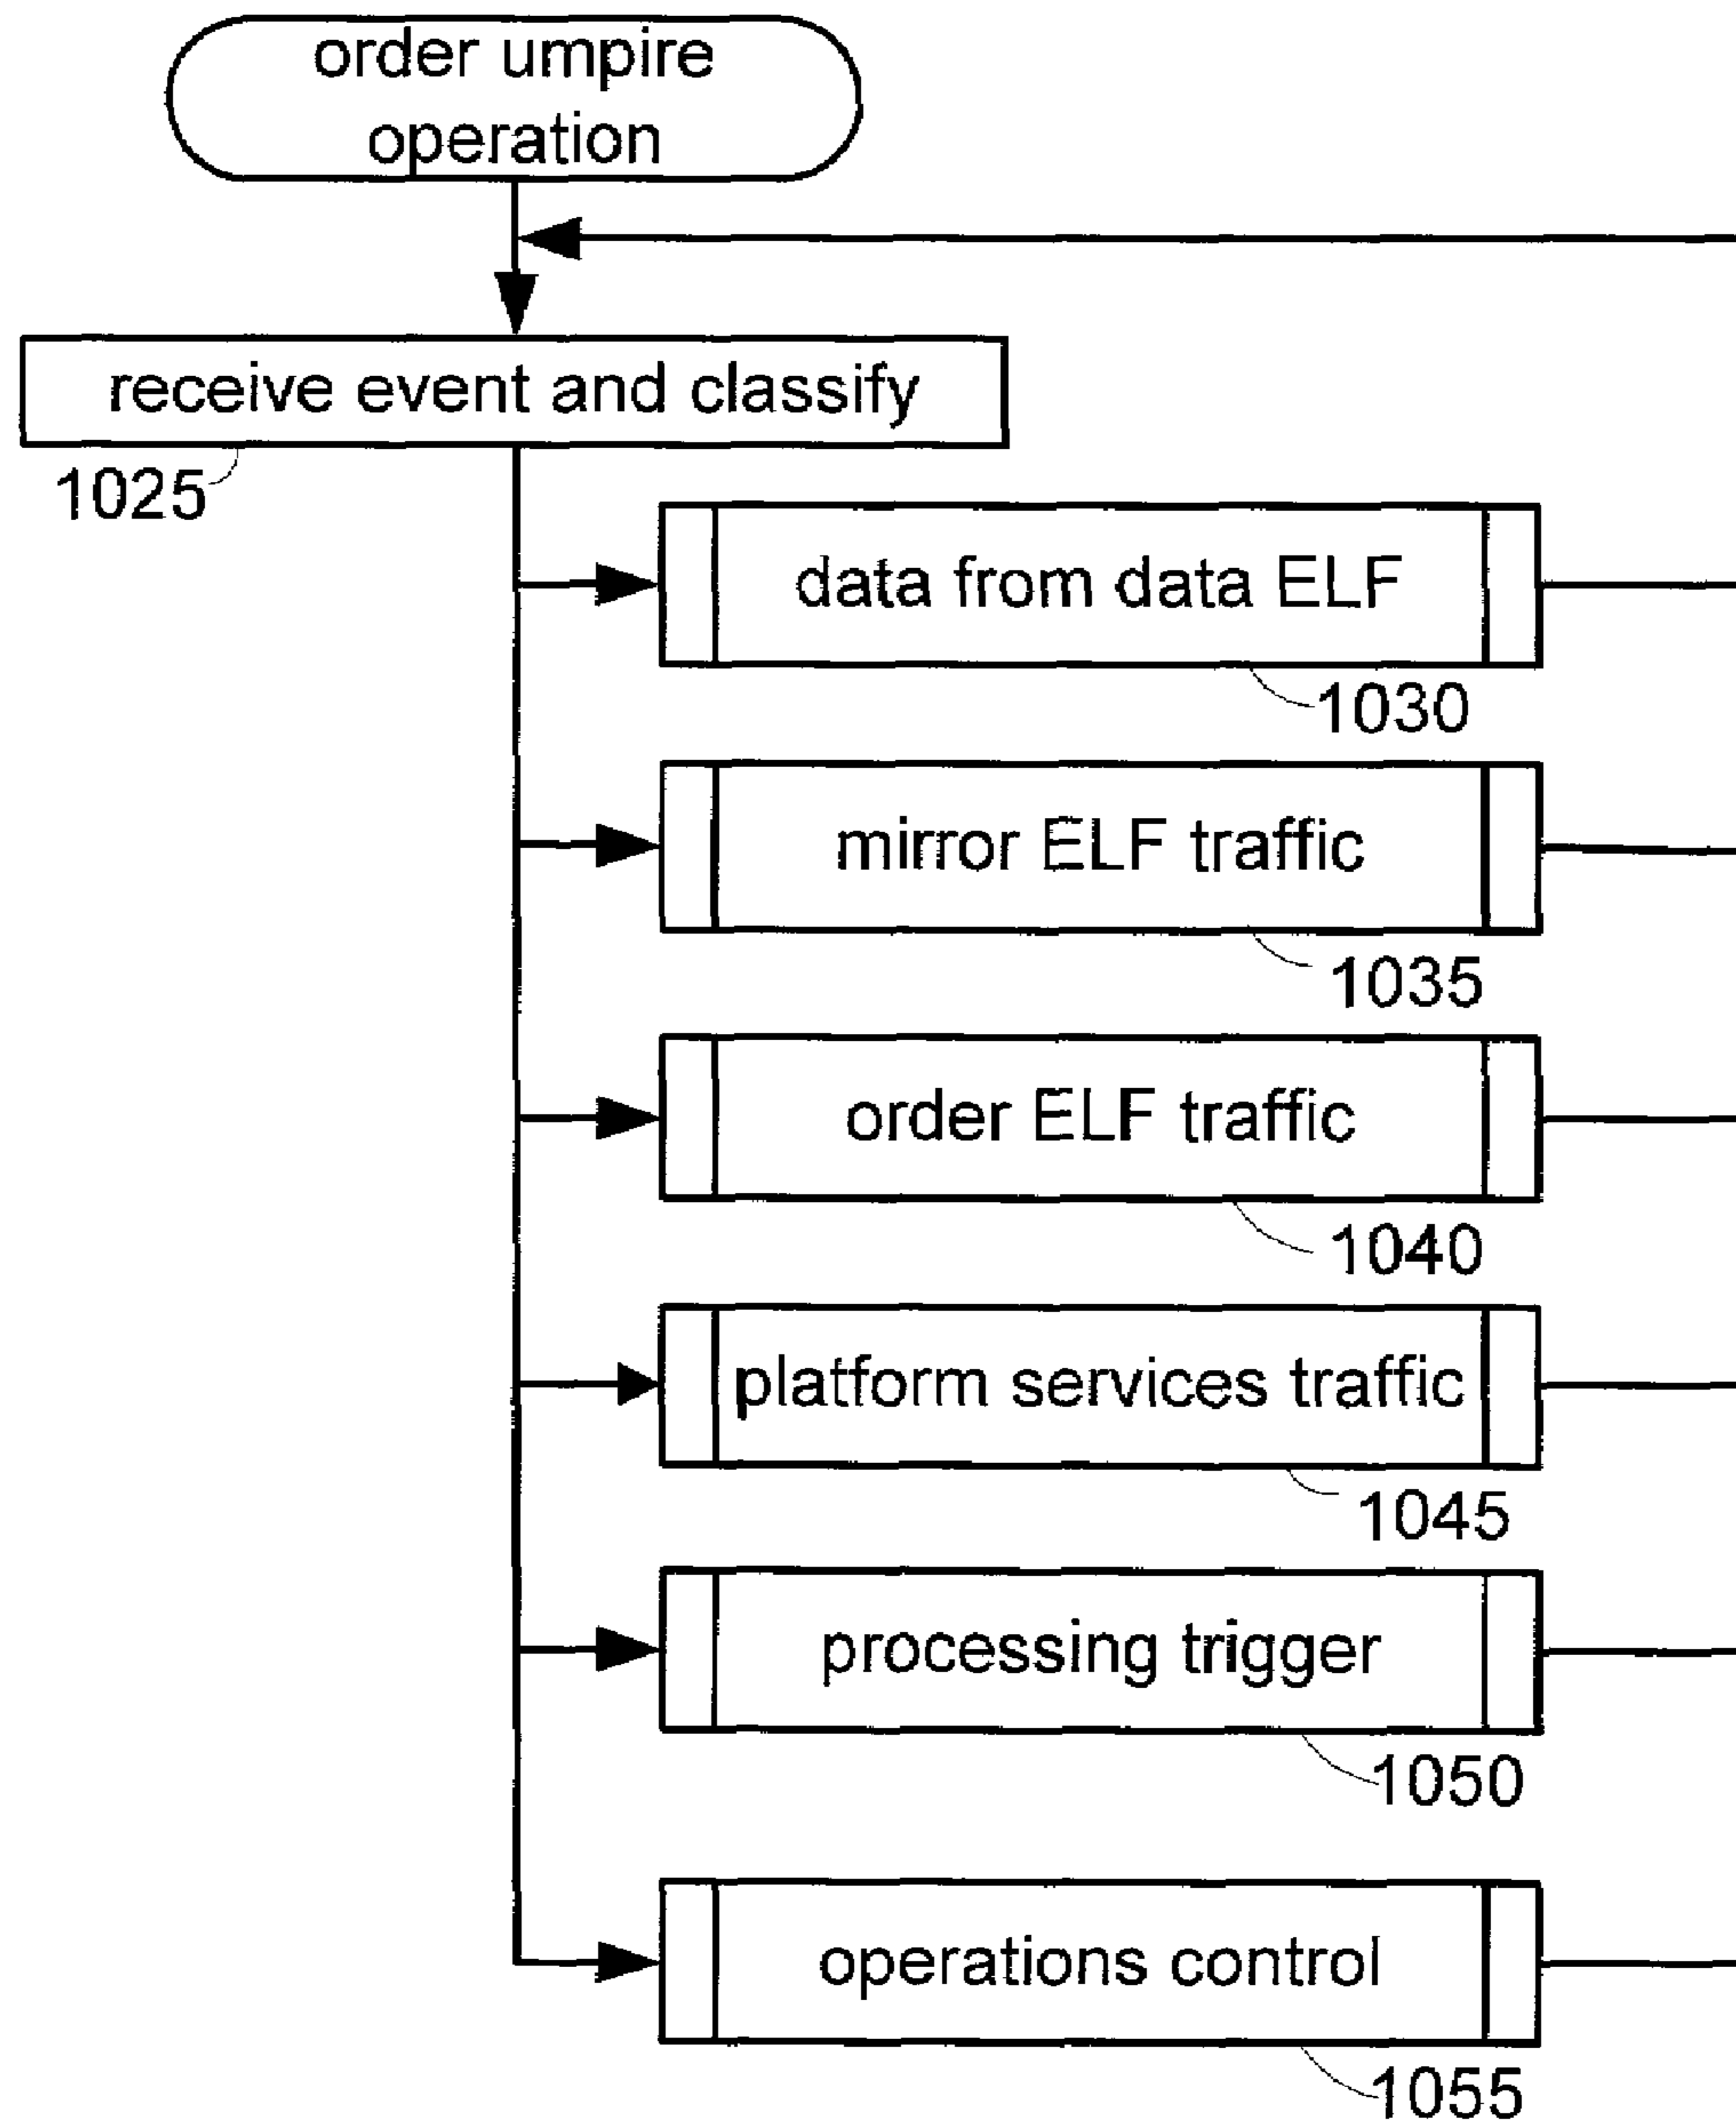 order umpire
operation
receive event and classify
1025
data from data ELF
1030
mirror ELF traffic
1035
order ELF traffic
1040
platform services traffic
1045
processing trigger
1050
operations control
1055